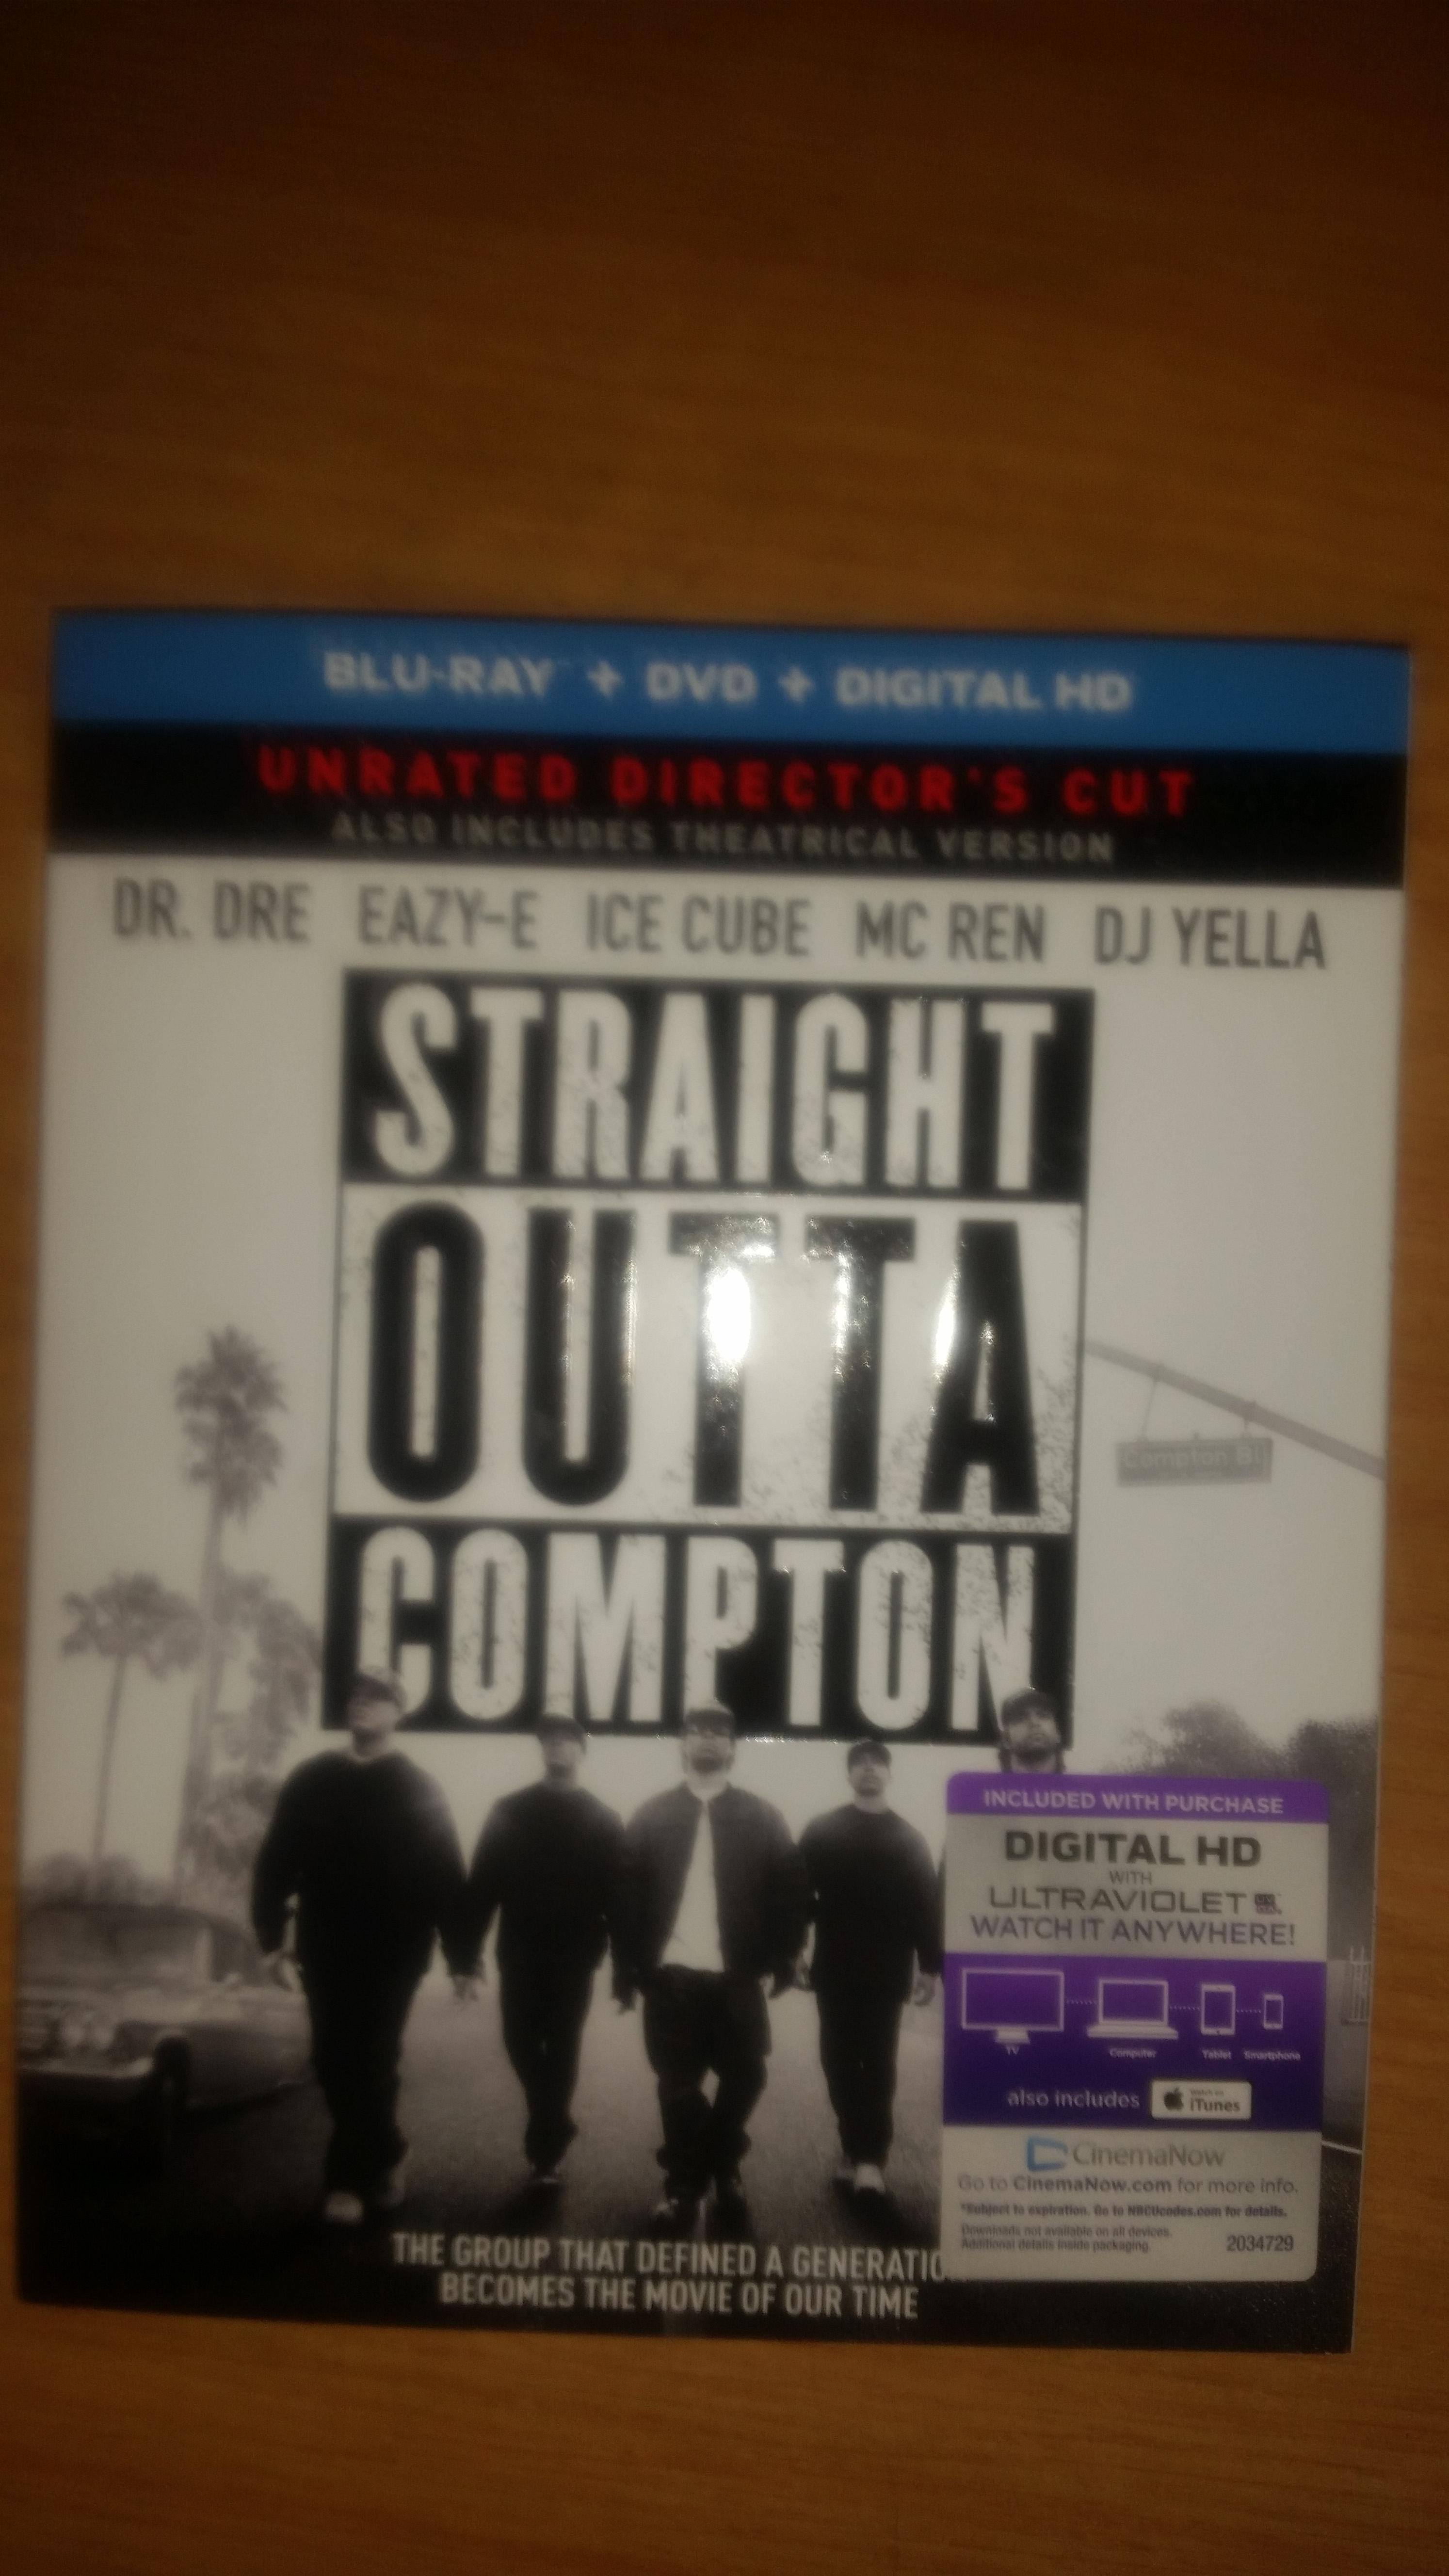 BLU-RAY + DVD + DIGITAL HD
UNRATED DIRECTOR'S CUT
ALSO INCLUDES THEATRICAL VERSION
DR. DRE EAZY-E ICE CUBE MC REN DJ YELLA
STRAIGHT
OUTTA
COMPTON
Compton Bl
INCLUDED WITH PURCHASE
DIGITAL HD
WITH
ULTRAVIOLET
WATCH IT ANYWHERE!
TV Computer Tablet Smartphone
also includes Watch on iTunes
CinemaNow
Go to CinemaNow.com for more info.
*Subject to expiration. Go to NBCUcodes.com for details.
Downloads not available on all devices.
Additional details inside packaging.
2034729
THE GROUP THAT DEFINED A GENERATIO
BECOMES THE MOVIE OF OUR TIME